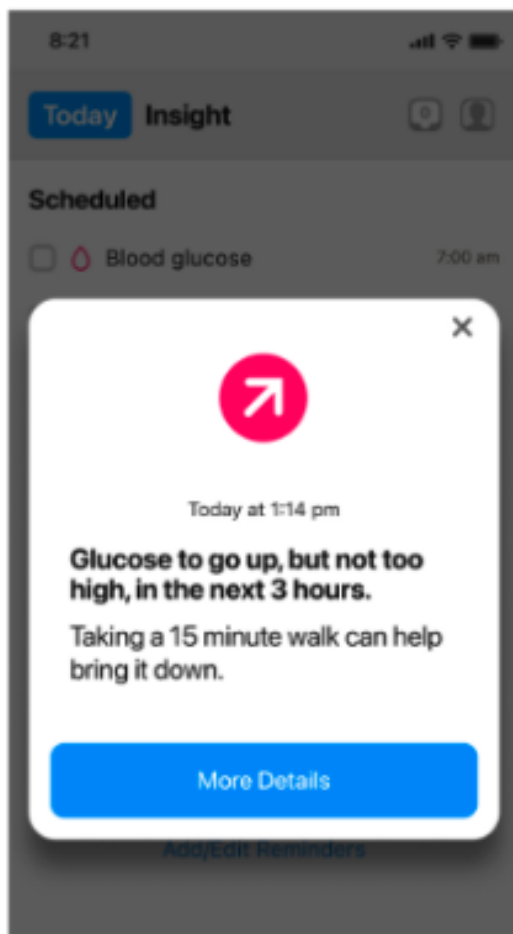 8:21
Today Insight
Scheduled
Blood glucose 7:00 am
Today at 1:14 pm
Glucose to go up, but not too
high, in the next 3 hours.
Taking a 15 minute walk can help
bring it down.
More Details
Add/Edit Reminders